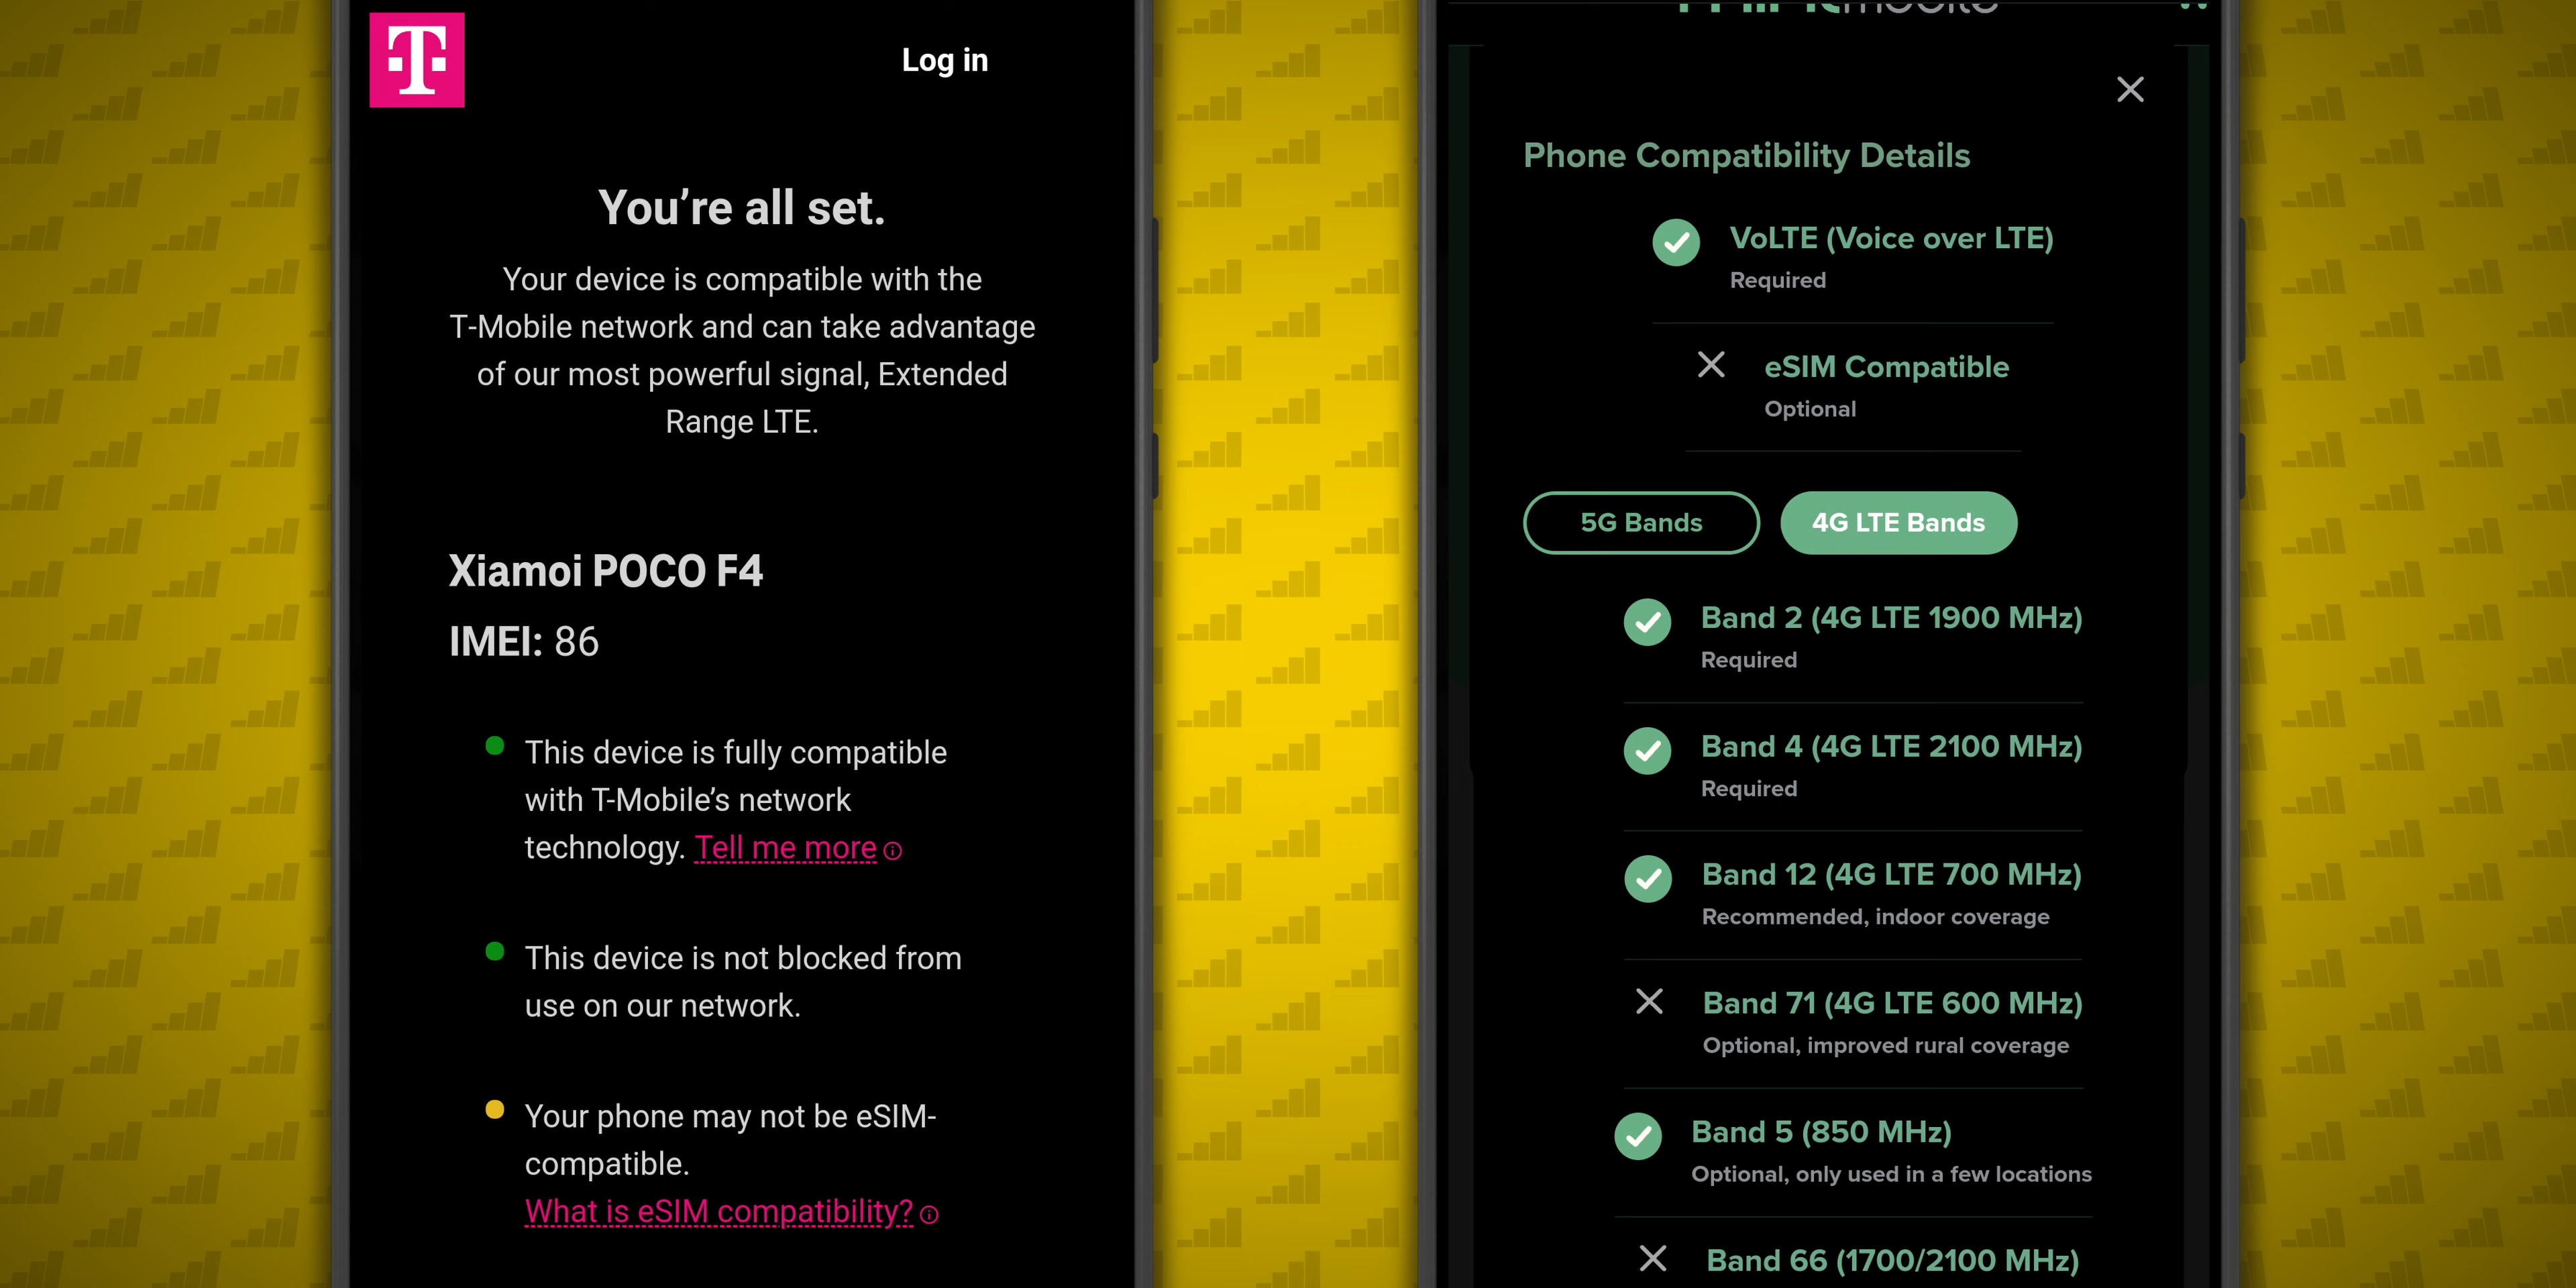 T
Log in
You're all set.
Your device is compatible with the
T-Mobile network and can take advantage
of our most powerful signal, Extended
Range LTE.
Xiamoi POCO F4
IMEI: 86
This device is fully compatible
with T-Mobile's network
technology. Tell me more
This device is not blocked from
use on our network.
Your phone may not be eSIM-
compatible.
What is eSIM compatibility?
mobile
Phone Compatibility Details
VoLTE (Voice over LTE)
Required
eSIM Compatible
Optional
5G Bands
4G LTE Bands
Band 2 (4G LTE 1900 MHz)
Required
Band 4 (4G LTE 2100 MHz)
Required
Band 12 (4G LTE 700 MHz)
Recommended, indoor coverage
Band 71 (4G LTE 600 MHz)
Optional, improved rural coverage
Band 5 (850 MHz)
Optional, only used in a few locations
Band 66 (1700/2100 MHz)